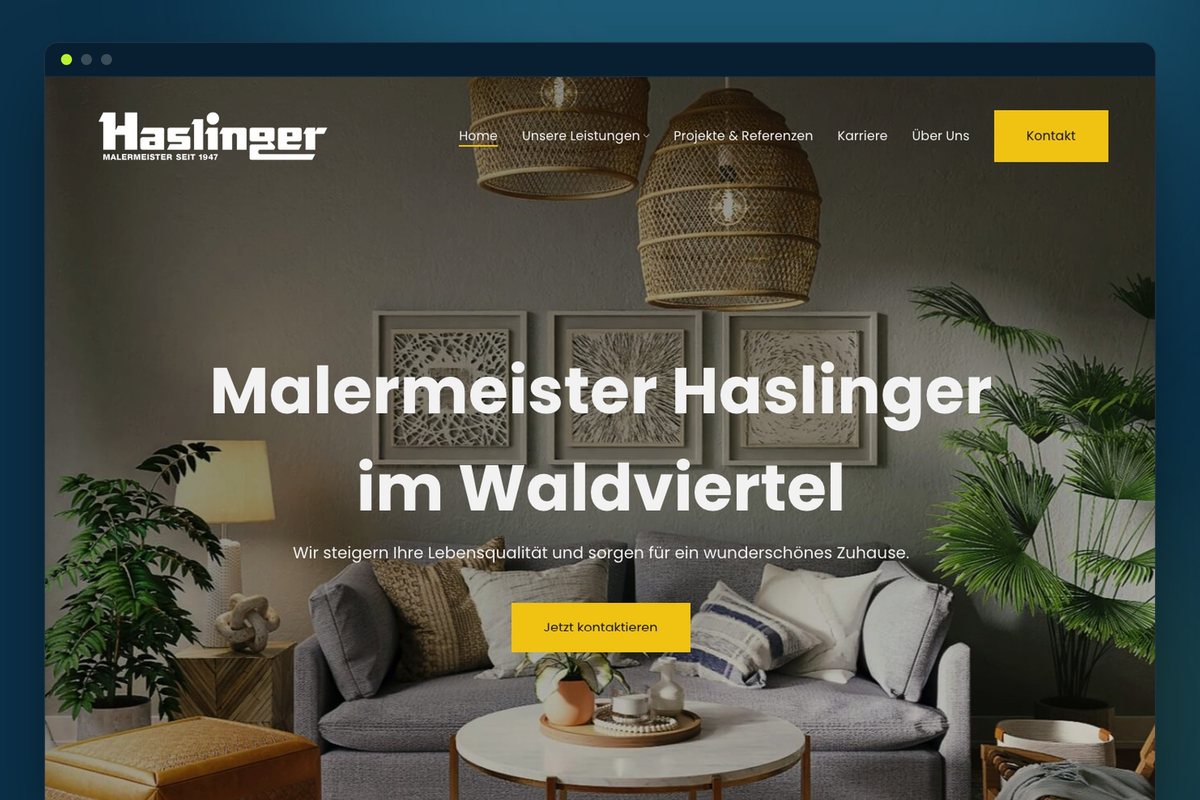 Haslinger
MALERMEISTER SEIT 1947
Home Unsere Leistungen Projekte & Referenzen Karriere Über Uns Kontakt
Malermeister Haslinger
im Waldviertel
Wir steigern Ihre Lebensqualität und sorgen für ein wunderschönes Zuhause.
Jetzt kontaktieren